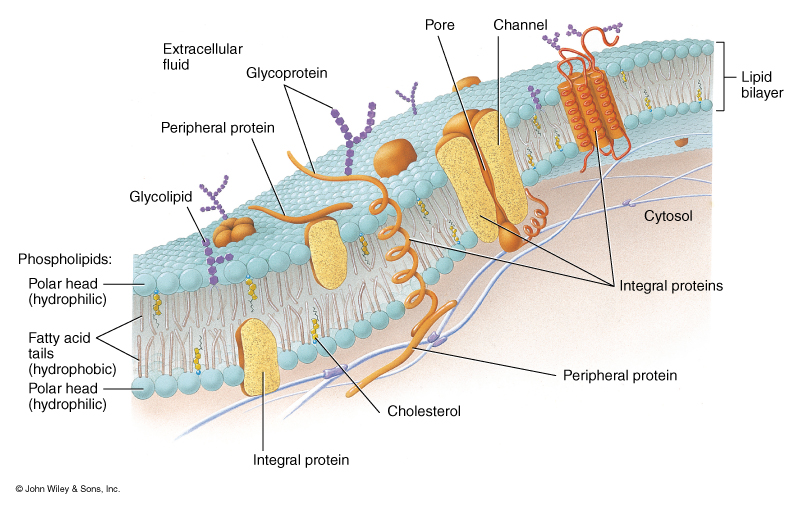 Pore
Channel
Extracellular
fluid
Glycoprotein
Lipid
bilayer
Peripheral protein
Glycolipid
Cytosol
Phospholipids:
Polar head
(hydrophilic)
Integral proteins
Fatty acid
tails
(hydrophobic)
Polar head
(hydrophilic)
Peripheral protein
Cholesterol
Integral protein
© John Wiley & Sons, Inc.